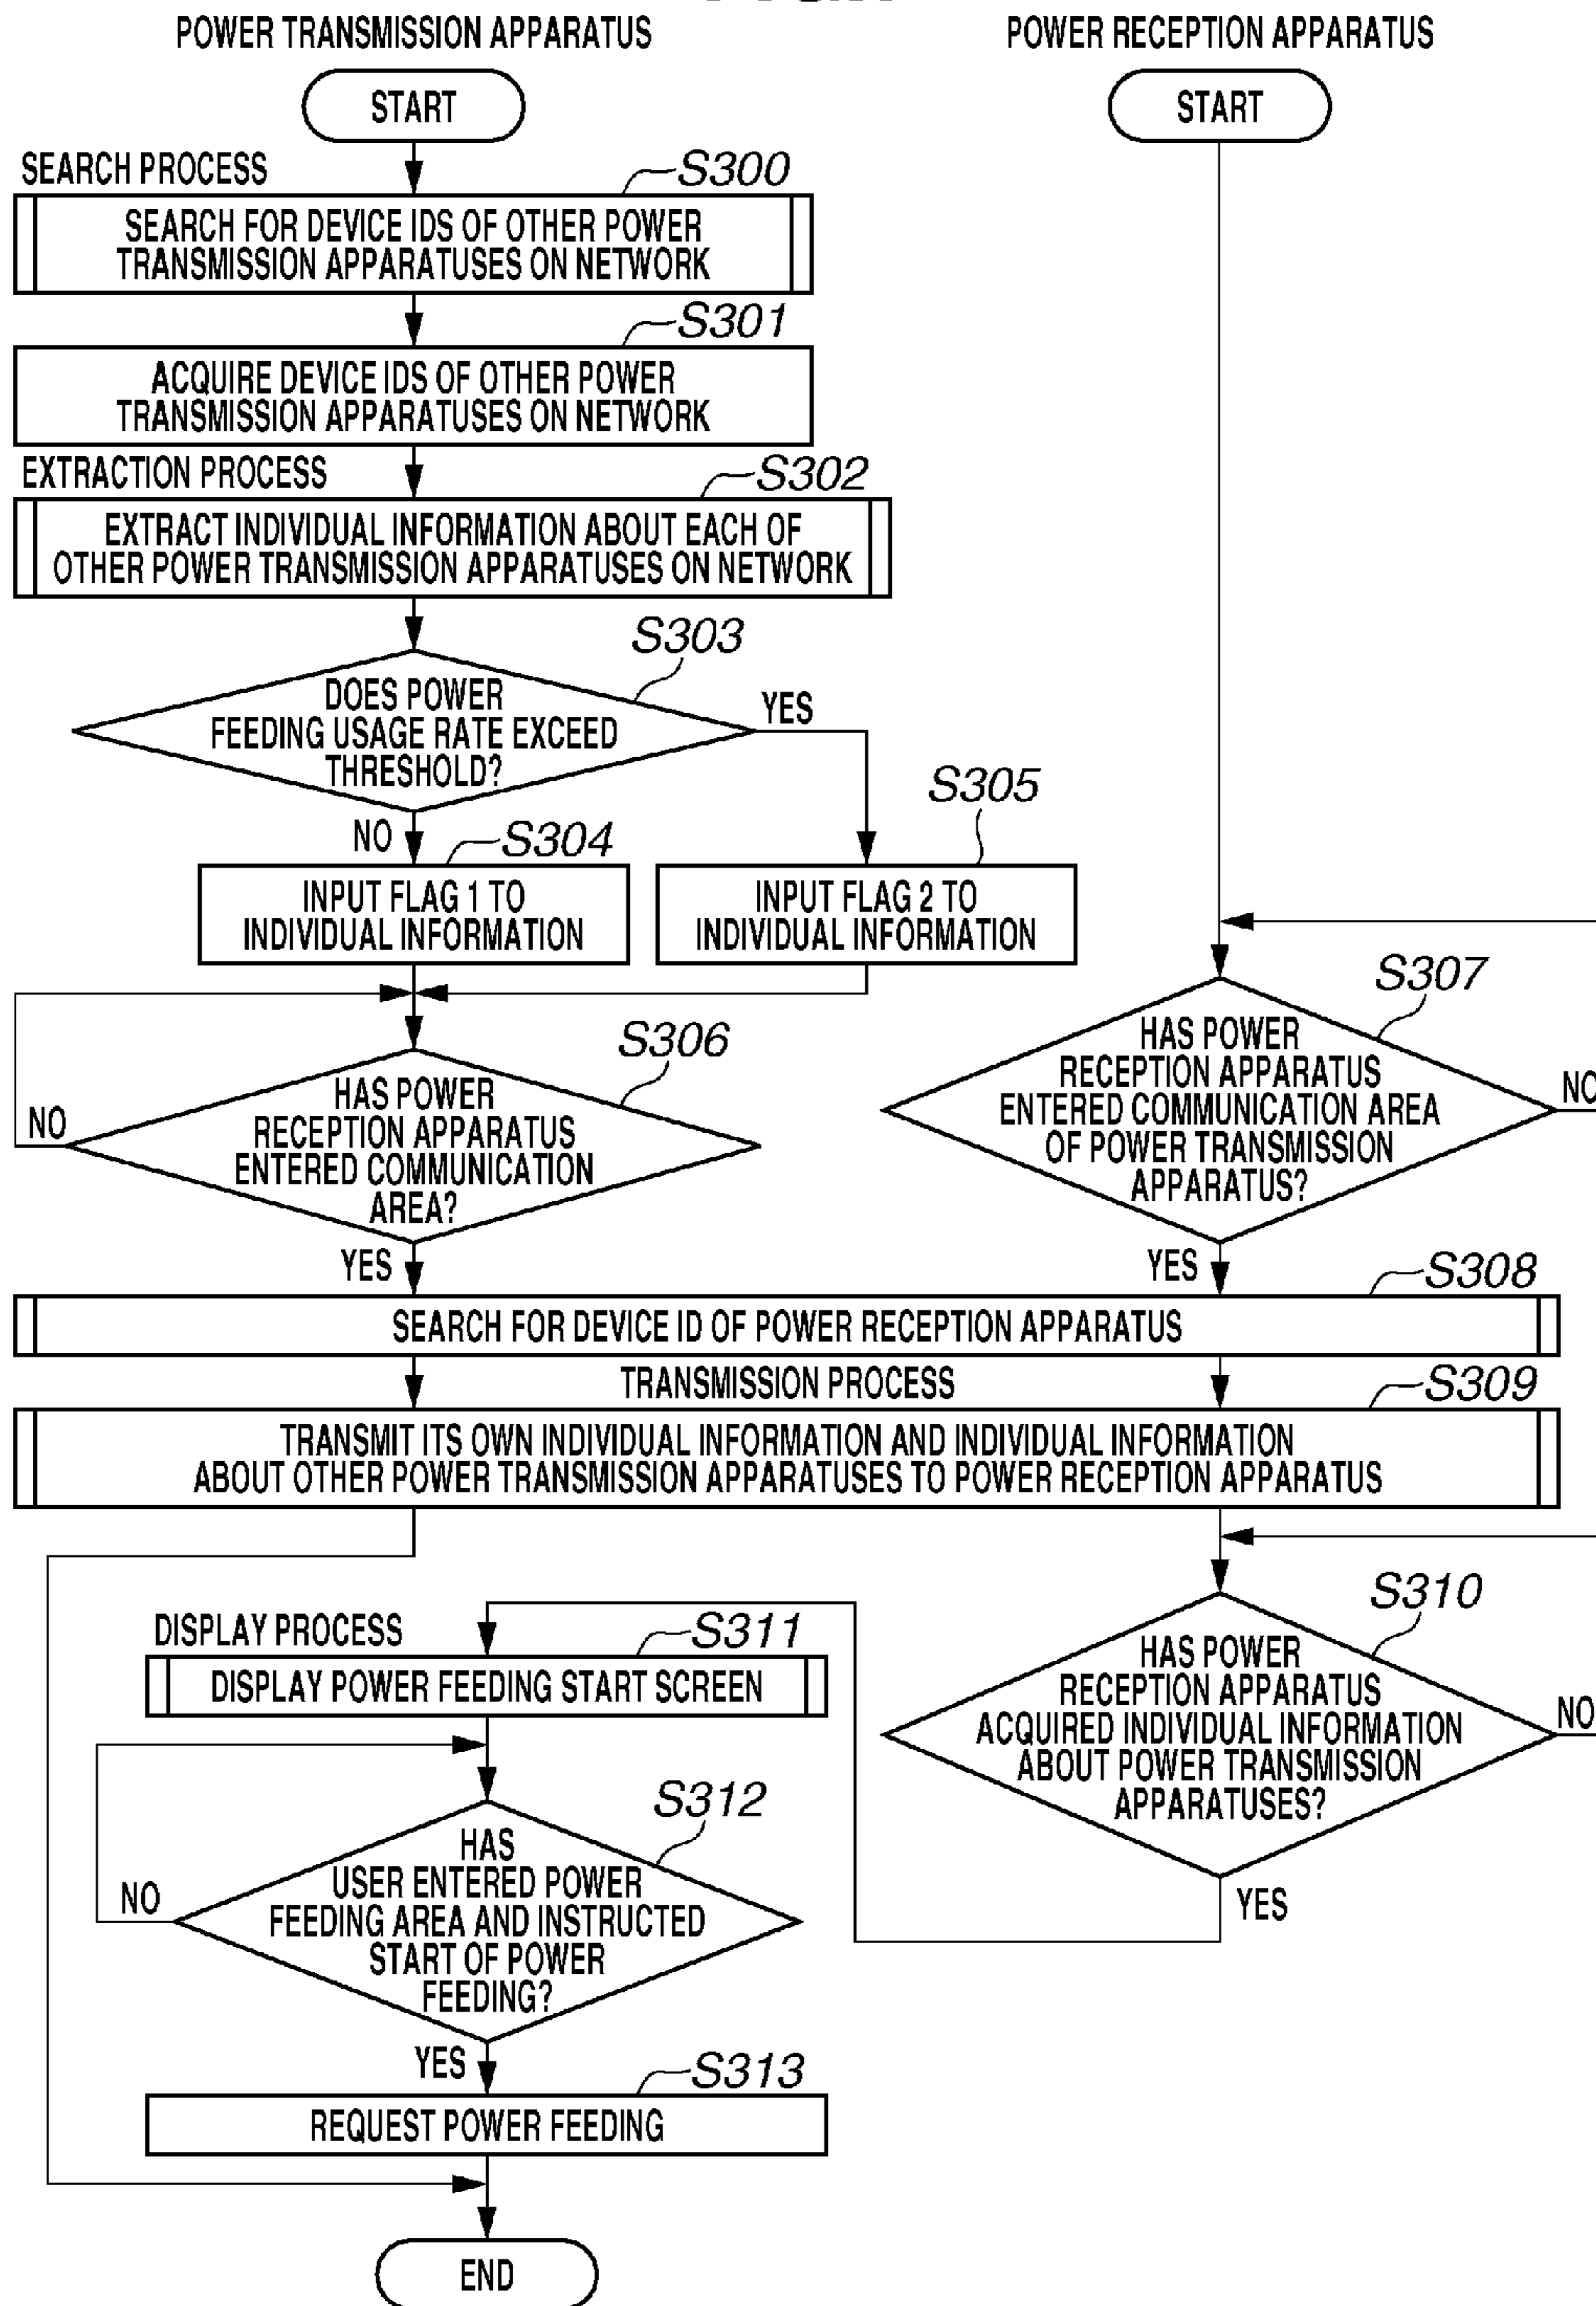 POWER TRANSMISSION APPARATUS
POWER RECEPTION APPARATUS
START
START
SEARCH PROCESS
S300
SEARCH FOR DEVICE IDS OF OTHER POWER
TRANSMISSION APPARATUSES ON NETWORK
S301
ACQUIRE DEVICE IDS OF OTHER POWER
TRANSMISSION APPARATUSES ON NETWORK
EXTRACTION PROCESS
S302
EXTRACT INDIVIDUAL INFORMATION ABOUT EACH OF
OTHER POWER TRANSMISSION APPARATUSES ON NETWORK
S303
DOES POWER
FEEDING USAGE RATE EXCEED
THRESHOLD?
YES
NO
S304
INPUT FLAG 1 TO
INDIVIDUAL INFORMATION
S305
INPUT FLAG 2 TO
INDIVIDUAL INFORMATION
S306
HAS POWER
RECEPTION APPARATUS
ENTERED COMMUNICATION
AREA?
NO
YES
S307
HAS POWER
RECEPTION APPARATUS
ENTERED COMMUNICATION AREA
OF POWER TRANSMISSION
APPARATUS?
NO
YES
S308
SEARCH FOR DEVICE ID OF POWER RECEPTION APPARATUS
TRANSMISSION PROCESS
S309
TRANSMIT ITS OWN INDIVIDUAL INFORMATION AND INDIVIDUAL INFORMATION
ABOUT OTHER POWER TRANSMISSION APPARATUSES TO POWER RECEPTION APPARATUS
S310
HAS POWER
RECEPTION APPARATUS
ACQUIRED INDIVIDUAL INFORMATION
ABOUT POWER TRANSMISSION
APPARATUSES?
NO
YES
DISPLAY PROCESS
S311
DISPLAY POWER FEEDING START SCREEN
S312
HAS
USER ENTERED POWER
FEEDING AREA AND INSTRUCTED
START OF POWER
FEEDING?
NO
YES
S313
REQUEST POWER FEEDING
END